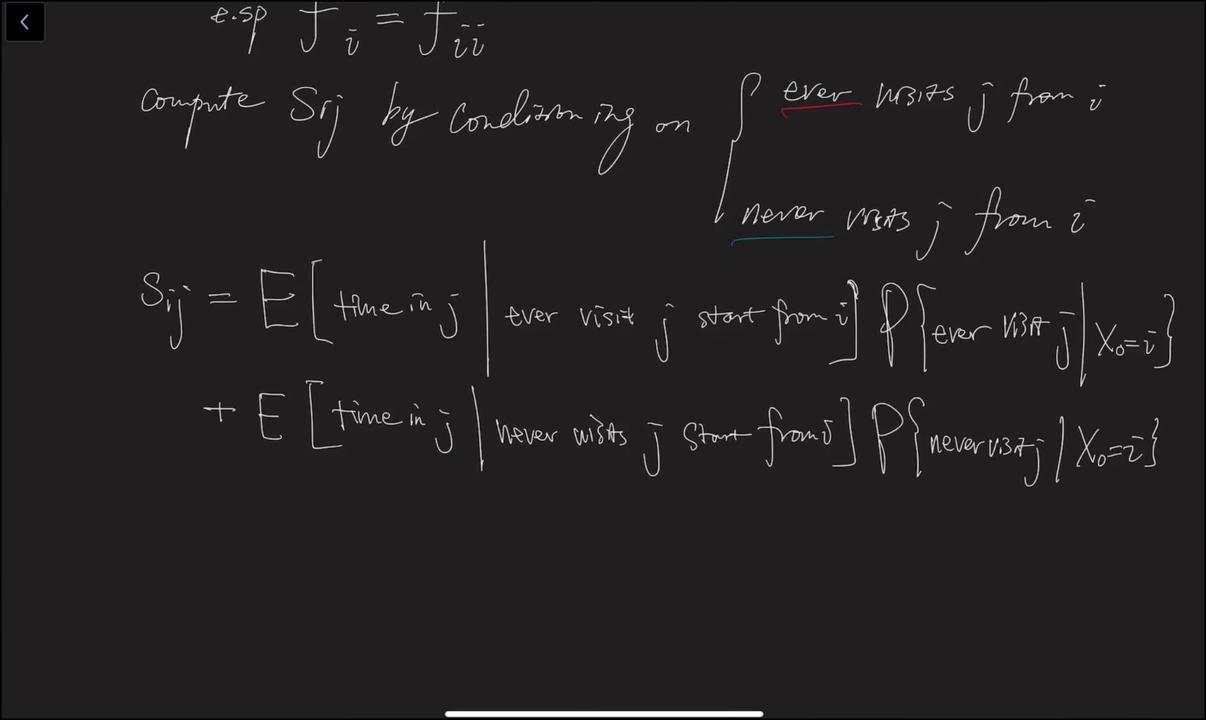 e.sp f_i = f_ii
compute S_ij by conditioning on { ever visits j from i
never visits j from i
S_ij = E[time in j | ever visit j start from i] P{ever visit j | X_0 = i}
+ E[time in j | never visits j start from i] P{never visit j | X_0 = i}